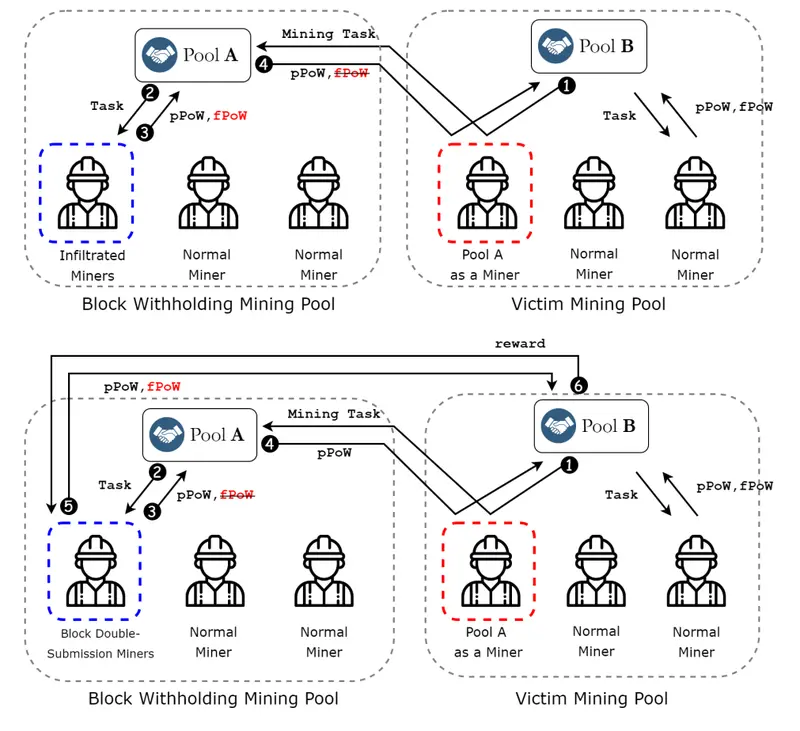 Mining Task
Pool A
Pool B
4
pPoW,fPoW
1
2
Task
3
pPoW,fPoW
Task
pPoW,fPoW
Infiltrated
Miners
Normal
Miner
Normal
Miner
Pool A
as a Miner
Normal
Miner
Normal
Miner
Block Withholding Mining Pool
Victim Mining Pool
reward
pPoW,fPoW
6
Pool A
Mining Task
Pool B
4
pPoW
1
2
Task
pPoW,fPoW
3
5
Task
pPoW,fPoW
Block Double-
Submission Miners
Normal
Miner
Normal
Miner
Pool A
as a Miner
Normal
Miner
Normal
Miner
Block Withholding Mining Pool
Victim Mining Pool